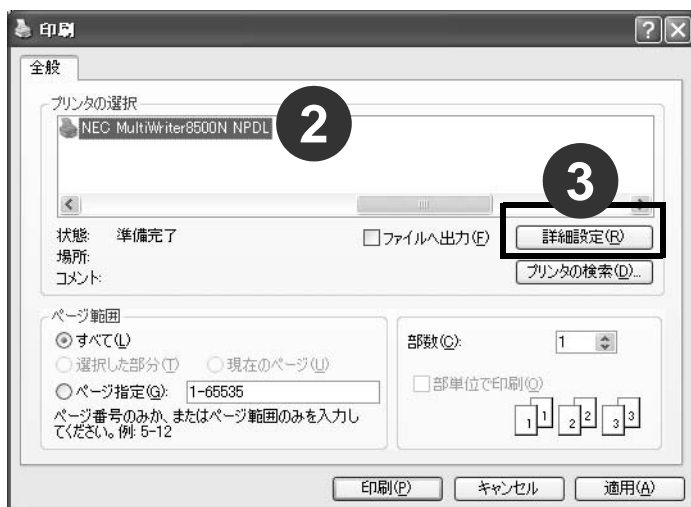 印刷
全般
プリンタの選択
NEC MultiWriter8500N NPDL
2
3
状態: 準備完了
ファイルへ出力(F)
詳細設定(R)
場所:
コメント:
プリンタの検索(D)...
ページ範囲
すべて(L)
選択した部分(T) 現在のページ(U)
ページ指定(G): 1-65535
ページ番号のみか、またはページ範囲のみを入力し
てください。例: 5-12
部数(C): 1
部単位で印刷(O)
1 1 2 2 3 3
印刷(P) キャンセル 適用(A)